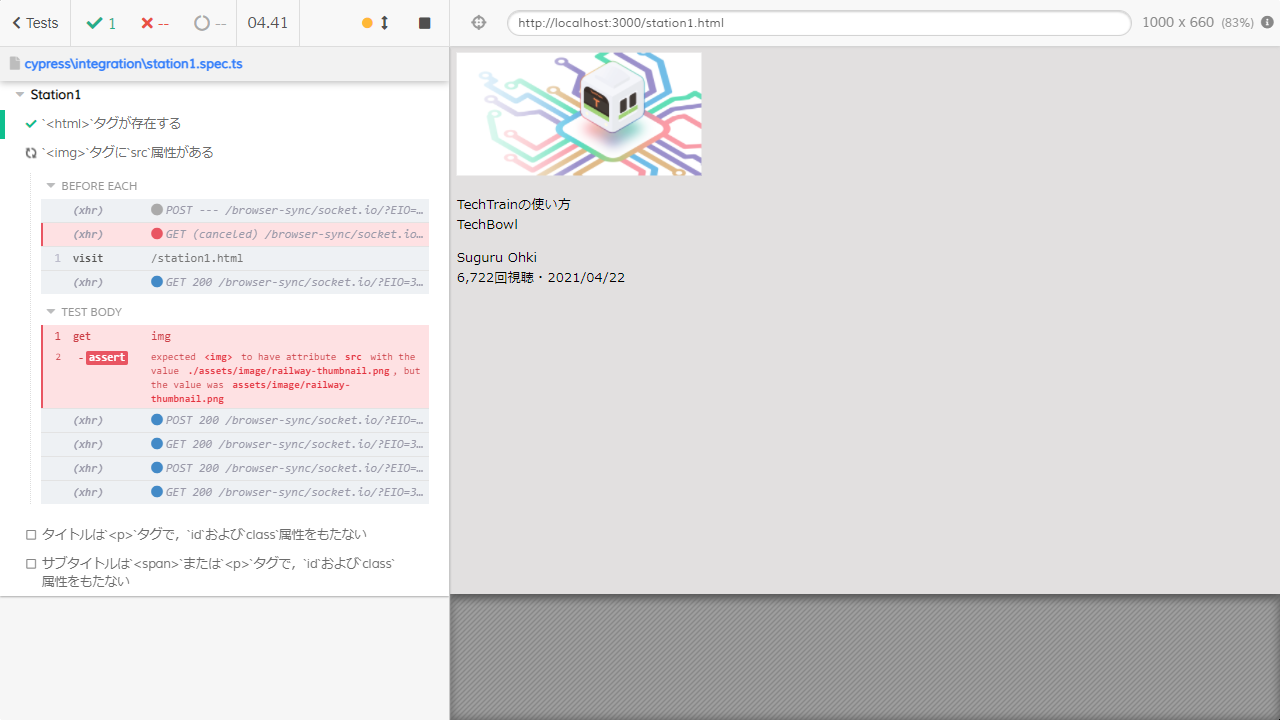 Tests
1
--
--
04.41
http://localhost:3000/station1.html
1000 x 660 (83%)
cypress\integration\station1.spec.ts
Station1
`<html>`タグが存在する
`<img>`タグに`src`属性がある
BEFORE EACH
(xhr) POST --- /browser-sync/socket.io/?EIO=…
(xhr) GET (canceled) /browser-sync/socket.io…
1 visit /station1.html
(xhr) GET 200 /browser-sync/socket.io/?EIO=3…
TEST BODY
1 get img
2 -assert expected <img> to have attribute src with the
value ./assets/image/railway-thumbnail.png, but
the value was assets/image/railway-
thumbnail.png
(xhr) POST 200 /browser-sync/socket.io/?EIO=…
(xhr) GET 200 /browser-sync/socket.io/?EIO=3…
(xhr) POST 200 /browser-sync/socket.io/?EIO=…
(xhr) GET 200 /browser-sync/socket.io/?EIO=3…
タイトルは`<p>`タグで，`id`および`class`属性をもたない
サブタイトルは`<span>`または`<p>`タグで，`id`および`class`
属性をもたない
TechTrainの使い方
TechBowl
Suguru Ohki
6,722回視聴・2021/04/22